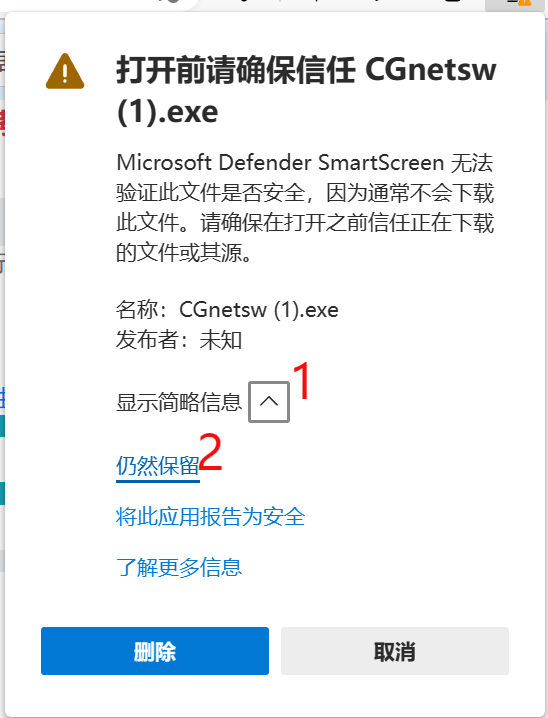 打开前请确保信任 CGnetsw
(1).exe
Microsoft Defender SmartScreen 无法
验证此文件是否安全，因为通常不会下载
此文件。请确保在打开之前信任正在下载
的文件或其源。
名称：CGnetsw (1).exe
发布者：未知
显示简略信息 1
仍然保留 2
将此应用报告为安全
了解更多信息
删除 取消